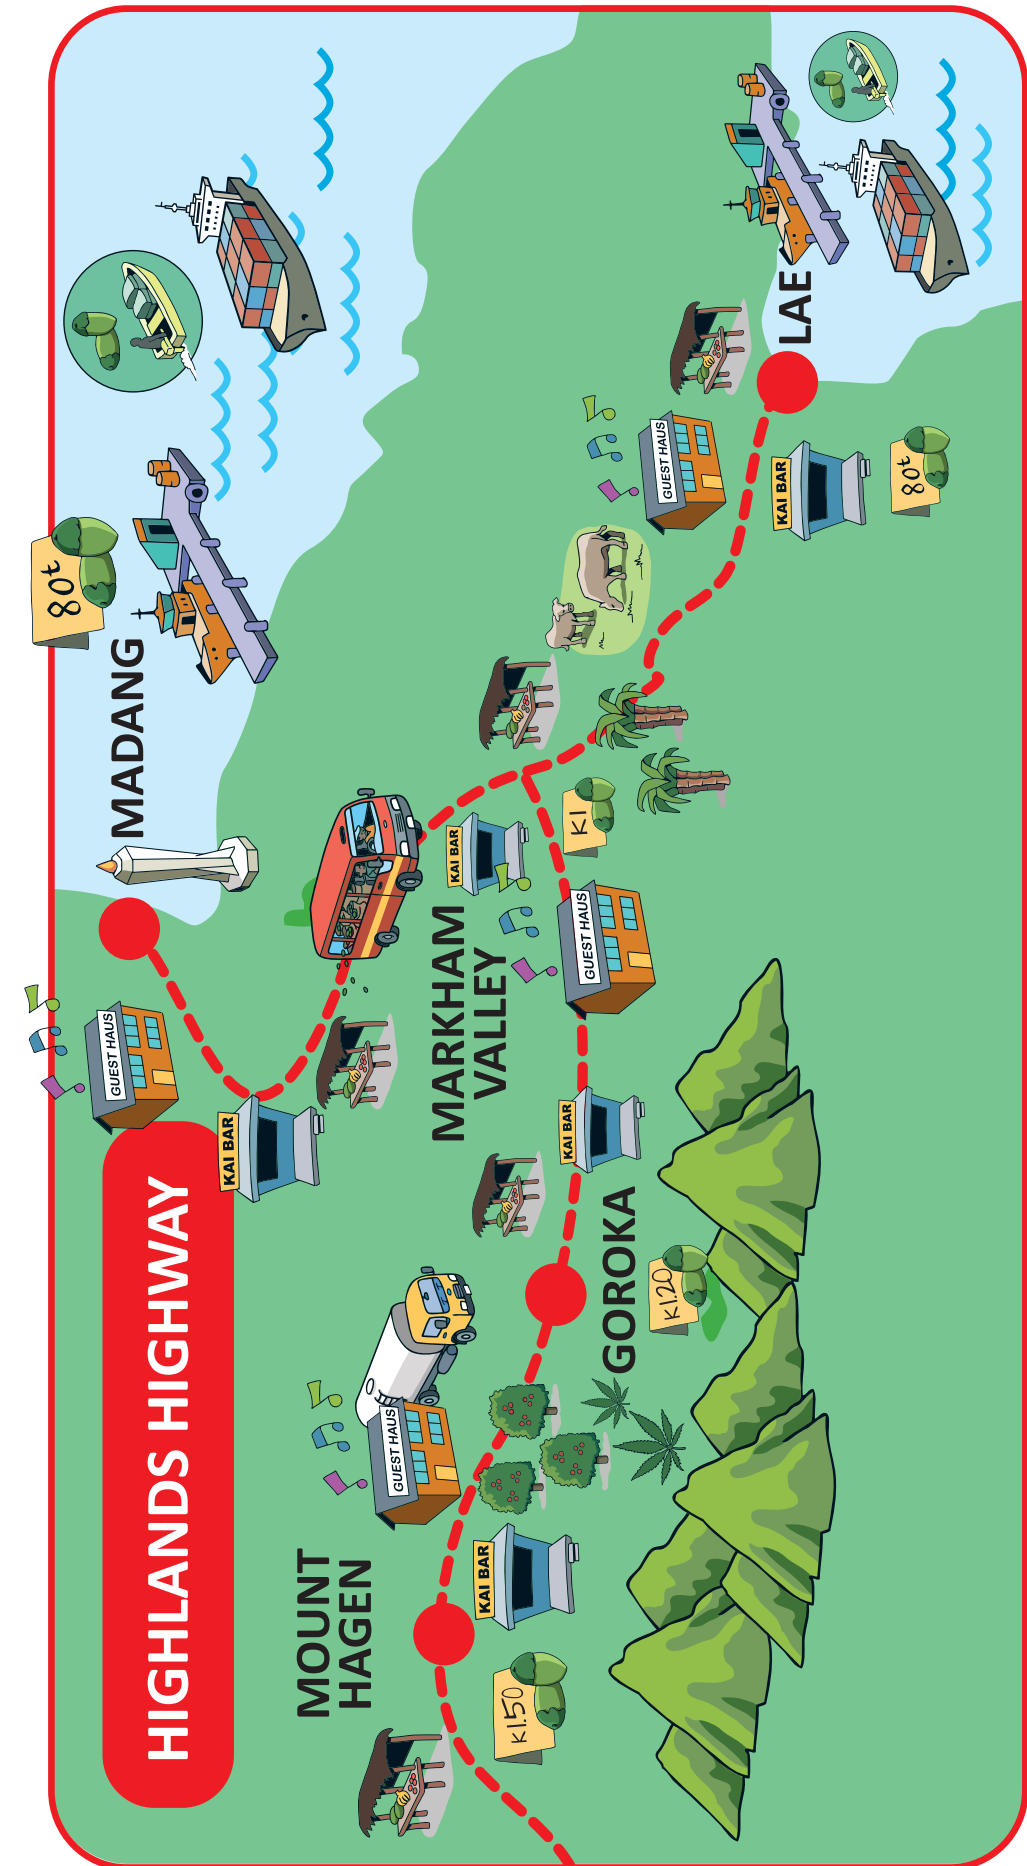 HIGHLANDS HIGHWAY
MOUNT
HAGEN
K1.50
KAI BAR
GUEST HAUS
GOROKA
K1.20
KAI BAR
MARKHAM
VALLEY
GUEST HAUS
KAI BAR
K1
KAI BAR
GUEST HAUS
MADANG
80t
GUEST HAUS
KAI BAR
80t
LAE